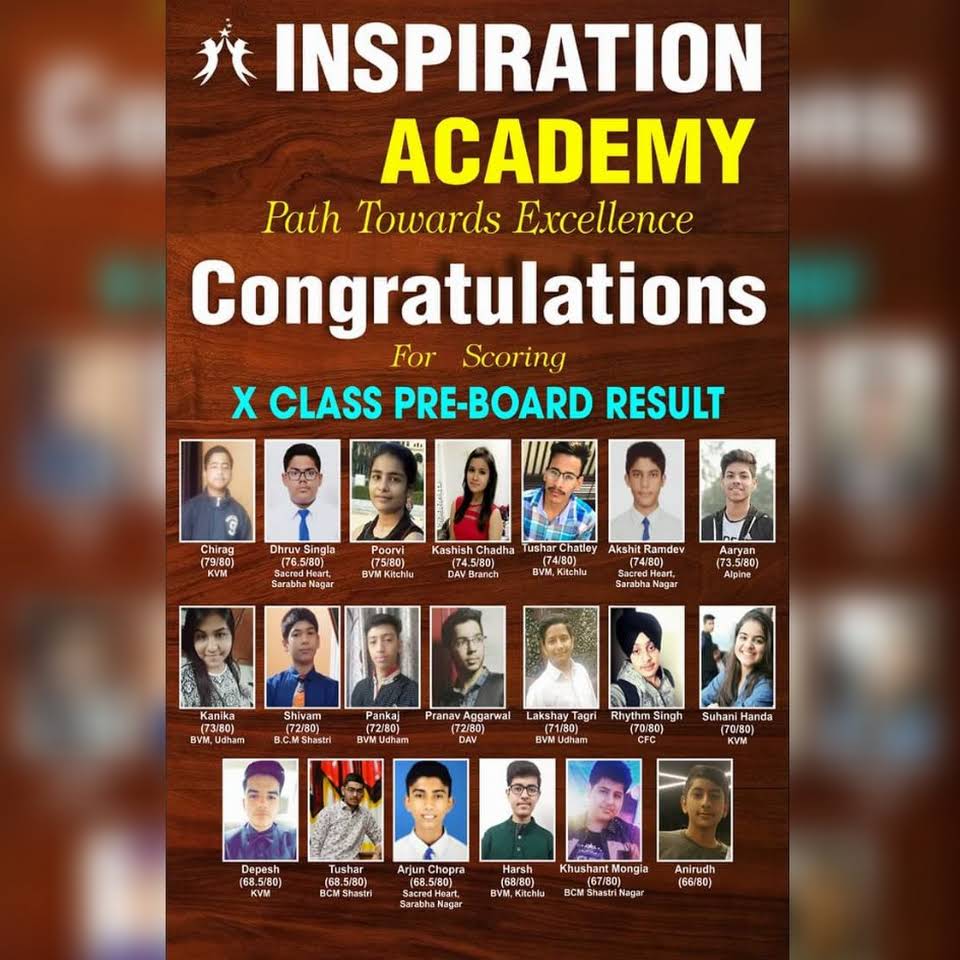 INSPIRATION
ACADEMY
Path Towards Excellence
Congratulations
For Scoring
X CLASS PRE-BOARD RESULT
Chirag
(79/80)
KVM
Dhruv Singla
(76.5/80)
Sacred Heart,
Sarabha Nagar
Poorvi
(75/80)
BVM Kitchlu
Kashish Chadha
(74.5/80)
DAV Branch
Tushar Chatley
(74/80)
BVM, Kitchlu
Akshit Ramdev
(74/80)
Sacred Heart,
Sarabha Nagar
Aaryan
(73.5/80)
Alpine
Kanika
(73/80)
BVM, Udham
Shivam
(72/80)
B.C.M Shastri
Pankaj
(72/80)
BVM Udham
Pranav Aggarwal
(72/80)
DAV
Lakshay Tagri
(71/80)
BVM Udham
Rhythm Singh
(70/80)
CFC
Suhani Handa
(70/80)
KVM
Depesh
(68.5/80)
KVM
Tushar
(68.5/80)
BCM Shastri
Arjun Chopra
(68.5/80)
Sacred Heart,
Sarabha Nagar
Harsh
(68/80)
BVM, Kitchlu
Khushant Mongia
(67/80)
BCM Shastri Nagar
Anirudh
(66/80)